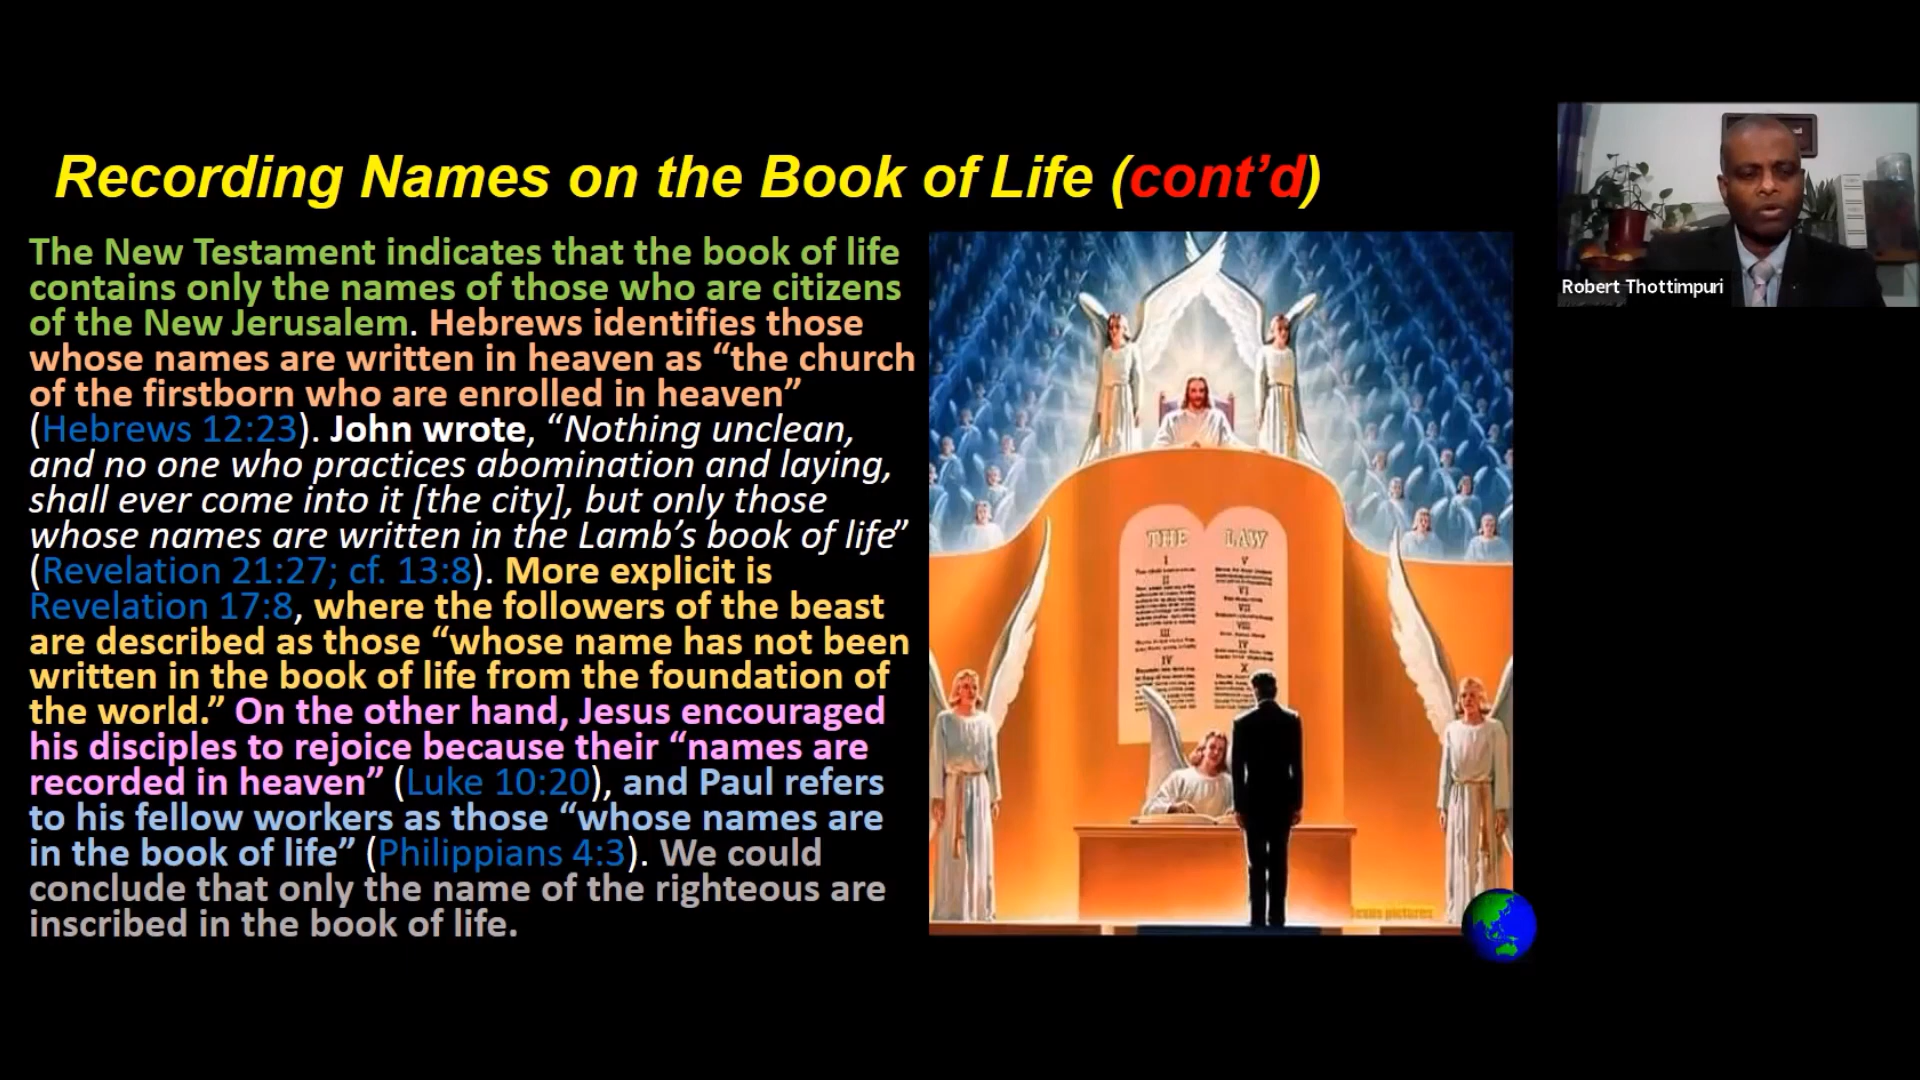 Recording Names on the Book of Life (cont’d)
The New Testament indicates that the book of life
contains only the names of those who are citizens
of the New Jerusalem. Hebrews identifies those
whose names are written in heaven as “the church
of the firstborn who are enrolled in heaven”
(Hebrews 12:23). John wrote, “Nothing unclean,
and no one who practices abomination and laying,
shall ever come into it [the city], but only those
whose names are written in the Lamb’s book of life”
(Revelation 21:27; cf. 13:8). More explicit is
Revelation 17:8, where the followers of the beast
are described as those “whose name has not been
written in the book of life from the foundation of
the world.” On the other hand, Jesus encouraged
his disciples to rejoice because their “names are
recorded in heaven” (Luke 10:20), and Paul refers
to his fellow workers as those “whose names are
in the book of life” (Philippians 4:3). We could
conclude that only the name of the righteous are
inscribed in the book of life.
THE LAW
I V
II
VI
VII
VIII
III
IV
IV
X
Jesus pictures
Robert Thottimpuri